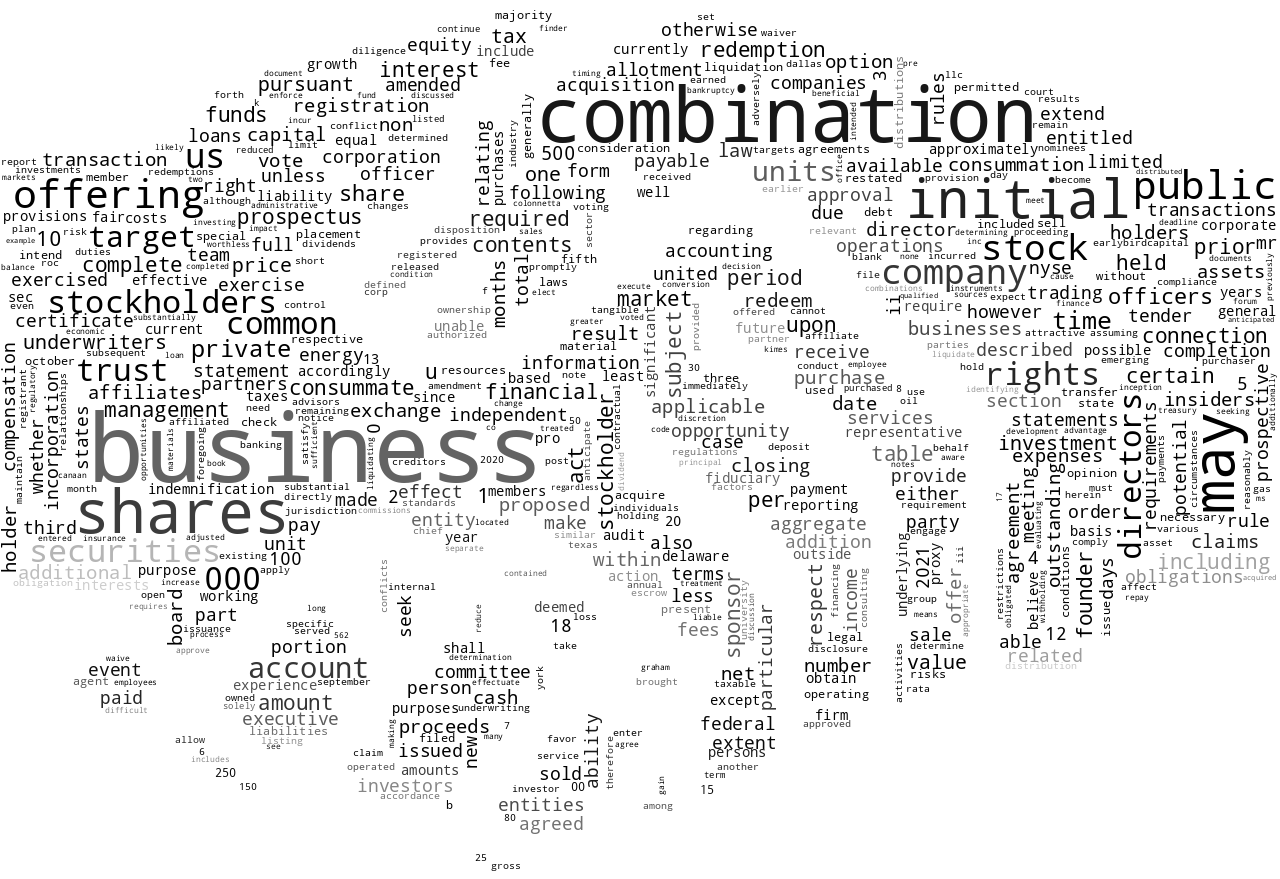 majority set
continue finder otherwise waiver
diligence equity tax include currently redemption
growth fee allotment liquidation dallas option distributions pre
document interest timing earned companies 3 llc
pursuant amended acquisition bankruptcy adversely beneficial rules permitted court
forth k enforce fund discussed generally combination intended results
funds registration incur listed industry remain extend
loans capital conflict non determined relating purchases consideration law targets agreements approximately nominees entitled
likely reduced limit equal 500 office
report transaction us vote corporation one form payable units available consummation limited
investments redemptions unless officer following received restated provision day distributed
markets member two right liability share well earlier approval initial become public
offering although administrative changes colonnetta voting meet
provisions fair costs investing prospectus required sector due debt included sell transactions
plan risk special impact placement disposition sales regarding relevant director determining proceeding holders deadline corporate
example 10 target worthless full dividends provides contents accounting operations inc stock earlybirdcapital prior mr
intend duties team registered months total fifth decision blank none incurred nyse documents
balance roc complete completed price short released promptly united period file company cause held assets previously
exercised effective exercise condition laws execute conversion combinations instruments without compliance
sec defined corp f elect market redeem ii qualified sources expect trading officers years
even stockholders control ownership tangible subject provided offered cannot require finance forum
certificate substantially common unable greater voted future upon however time tender general
current economic authorized result significant partner affiliate businesses attractive assuming anticipated
underwriters private respective material kimes parties connection
october subsequent loan statement energy 13 information 30 receive liquidate described possible completion
holder compensation registrant regulatory trust accordingly u resources based note least three conduct employee hold rights emerging purchaser
relationships affiliates partners advisors consummate amendment since financial immediately purchase purchased 8 identifying certain 5 additionally
maintain whether incorporation taxes remaining change stockholder contractual applicable use oil section transfer state inception insiders
states management need notice exchange independent 50 discretion date services directors treasury seeking prospective
affiliated check satisfy sufficient 0 co treated code opportunity representative statements requirements potential may
opportunities materials foregoing banking business liquidating pro act anticipate case deposit development advantage investment payments circumstances
book creditors 2020 post dividend regulations principal closing table expenses reasonably
month regardless fiduciary notes provide opinion gas
indemnification substantial factors 17 must ms
shares directly made 2 effect 1 members acquire per payment either agreement meeting outstanding herein
jurisdiction commissions standards proposed individuals reporting requirement order necessary
third pay entity located holding 20 aggregate party evaluating basis various rule
entered insurance adjusted chief make audit engage
securities unit year similar also addition underlying 2021 proxy iii comply asset claims
existing 100 separate texas within delaware outside including
additional purpose 000 apply conflicts contained action terms respect financing offer restrictions believe 4 conditions days obligations acquired
obligation interests increase internal annual treatment income consulting group obligated withholding affect
open working escrow sponsor university discussion means appropriate founder repay
requires board part seek reduce deemed present less particular legal issue
issuance long loss liable disclosure sale able 12
process specific served 562 18 fees determine
approve portion shall take related
waive determination graham number value distribution
event account committee effectuate york net activities risks
agent employees september person brought taxable obtain
paid experience owned cash except operating rata
difficult solely amount purposes underwriting firm
executive proceeds 7 federal approved
liabilities making filed new many ability enter
allow listing favor agree extent
6 see claim issued service therefore persons
includes operated amounts another
250 sold term
150 investors investor 00 gain 15
accordance
b entities among
80 agreed
25
gross